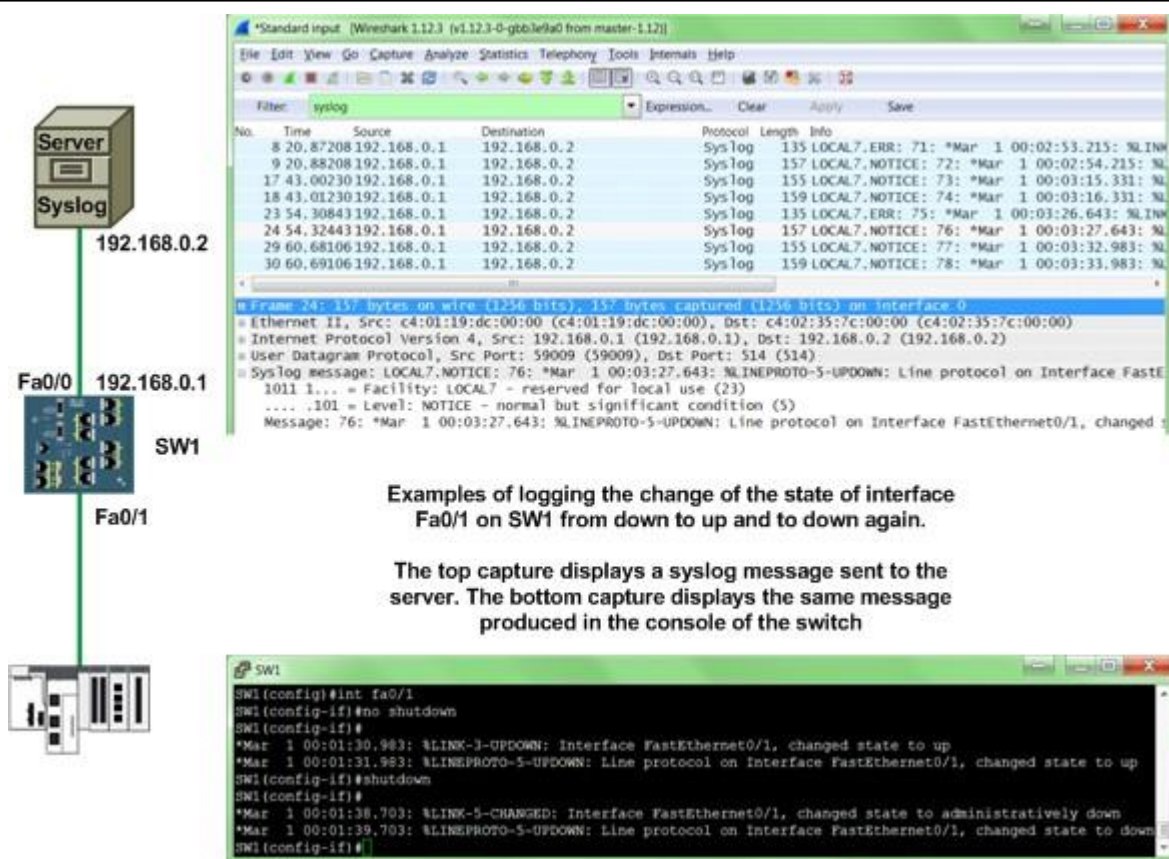 *Standard input [Wireshark 1.12.3 (v1.12.3-0-gbb3e9a0 from master-1.12)]
File Edit View Go Capture Analyze Statistics Telephony Tools Internals Help
Filter: syslog Expression... Clear Apply Save
No. Time Source Destination Protocol Length Info
8 20.87208 192.168.0.1 192.168.0.2 Syslog 135 LOCAL7.ERR: 71: *Mar 1 00:02:53.215: %LINK
9 20.88208 192.168.0.1 192.168.0.2 Syslog 157 LOCAL7.NOTICE: 72: *Mar 1 00:02:54.215: %L
17 43.00230 192.168.0.1 192.168.0.2 Syslog 155 LOCAL7.NOTICE: 73: *Mar 1 00:03:15.331: %L
18 43.01230 192.168.0.1 192.168.0.2 Syslog 159 LOCAL7.NOTICE: 74: *Mar 1 00:03:16.331: %L
23 54.30843 192.168.0.1 192.168.0.2 Syslog 135 LOCAL7.ERR: 75: *Mar 1 00:03:26.643: %LINK
24 54.32443 192.168.0.1 192.168.0.2 Syslog 157 LOCAL7.NOTICE: 76: *Mar 1 00:03:27.643: %L
29 60.68106 192.168.0.1 192.168.0.2 Syslog 155 LOCAL7.NOTICE: 77: *Mar 1 00:03:32.983: %L
30 60.69106 192.168.0.1 192.168.0.2 Syslog 159 LOCAL7.NOTICE: 78: *Mar 1 00:03:33.983: %L
Frame 24: 157 bytes on wire (1256 bits), 157 bytes captured (1256 bits) on interface 0
Ethernet II, Src: c4:01:19:dc:00:00 (c4:01:19:dc:00:00), Dst: c4:02:35:7c:00:00 (c4:02:35:7c:00:00)
Internet Protocol Version 4, Src: 192.168.0.1 (192.168.0.1), Dst: 192.168.0.2 (192.168.0.2)
User Datagram Protocol, Src Port: 59009 (59009), Dst Port: 514 (514)
Syslog message: LOCAL7.NOTICE: 76: *Mar 1 00:03:27.643: %LINEPROTO-5-UPDOWN: Line protocol on Interface FastE
1011 1... = Facility: LOCAL7 - reserved for local use (23)
.... .101 = Level: NOTICE - normal but significant condition (5)
Message: 76: *Mar 1 00:03:27.643: %LINEPROTO-5-UPDOWN: Line protocol on Interface FastEthernet0/1, changed s
Server
Syslog
192.168.0.2
Fa0/0 192.168.0.1
SW1
Fa0/1
Examples of logging the change of the state of interface
Fa0/1 on SW1 from down to up and to down again.
The top capture displays a syslog message sent to the
server. The bottom capture displays the same message
produced in the console of the switch
SW1
SW1(config)#int fa0/1
SW1(config-if)#no shutdown
SW1(config-if)#
*Mar 1 00:01:30.983: %LINK-3-UPDOWN: Interface FastEthernet0/1, changed state to up
*Mar 1 00:01:31.983: %LINEPROTO-5-UPDOWN: Line protocol on Interface FastEthernet0/1, changed state to up
SW1(config-if)#shutdown
SW1(config-if)#
*Mar 1 00:01:38.703: %LINK-5-CHANGED: Interface FastEthernet0/1, changed state to administratively down
*Mar 1 00:01:39.703: %LINEPROTO-5-UPDOWN: Line protocol on Interface FastEthernet0/1, changed state to down
SW1(config-if)#